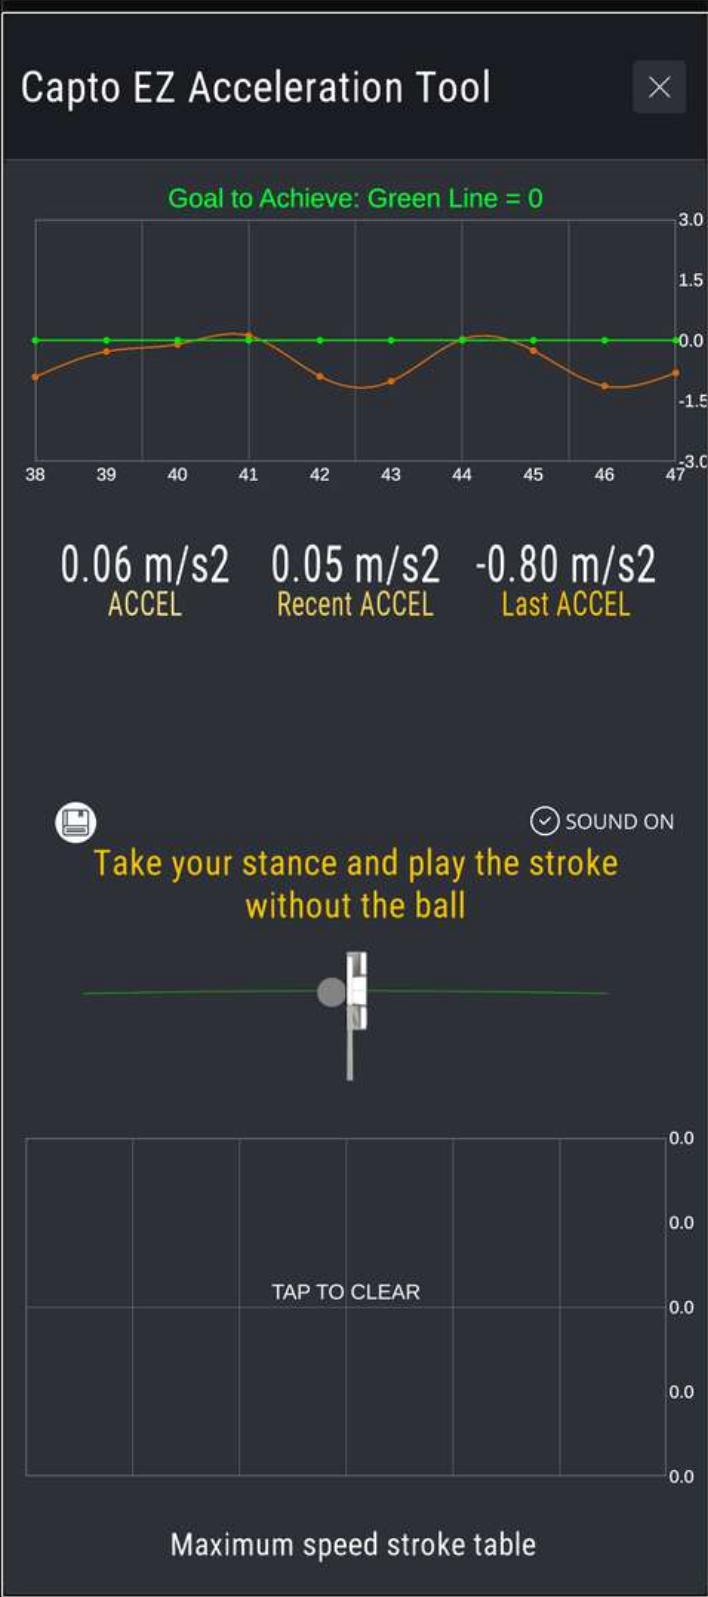 Capto EZ Acceleration Tool
Goal to Achieve: Green Line = 0
3.0
1.5
0.0
-1.5
-3.0
38 39 40 41 42 43 44 45 46 47
0.06 m/s2 0.05 m/s2 -0.80 m/s2
ACCEL Recent ACCEL Last ACCEL
SOUND ON
Take your stance and play the stroke
without the ball
0.0
0.0
TAP TO CLEAR
0.0
0.0
0.0
Maximum speed stroke table